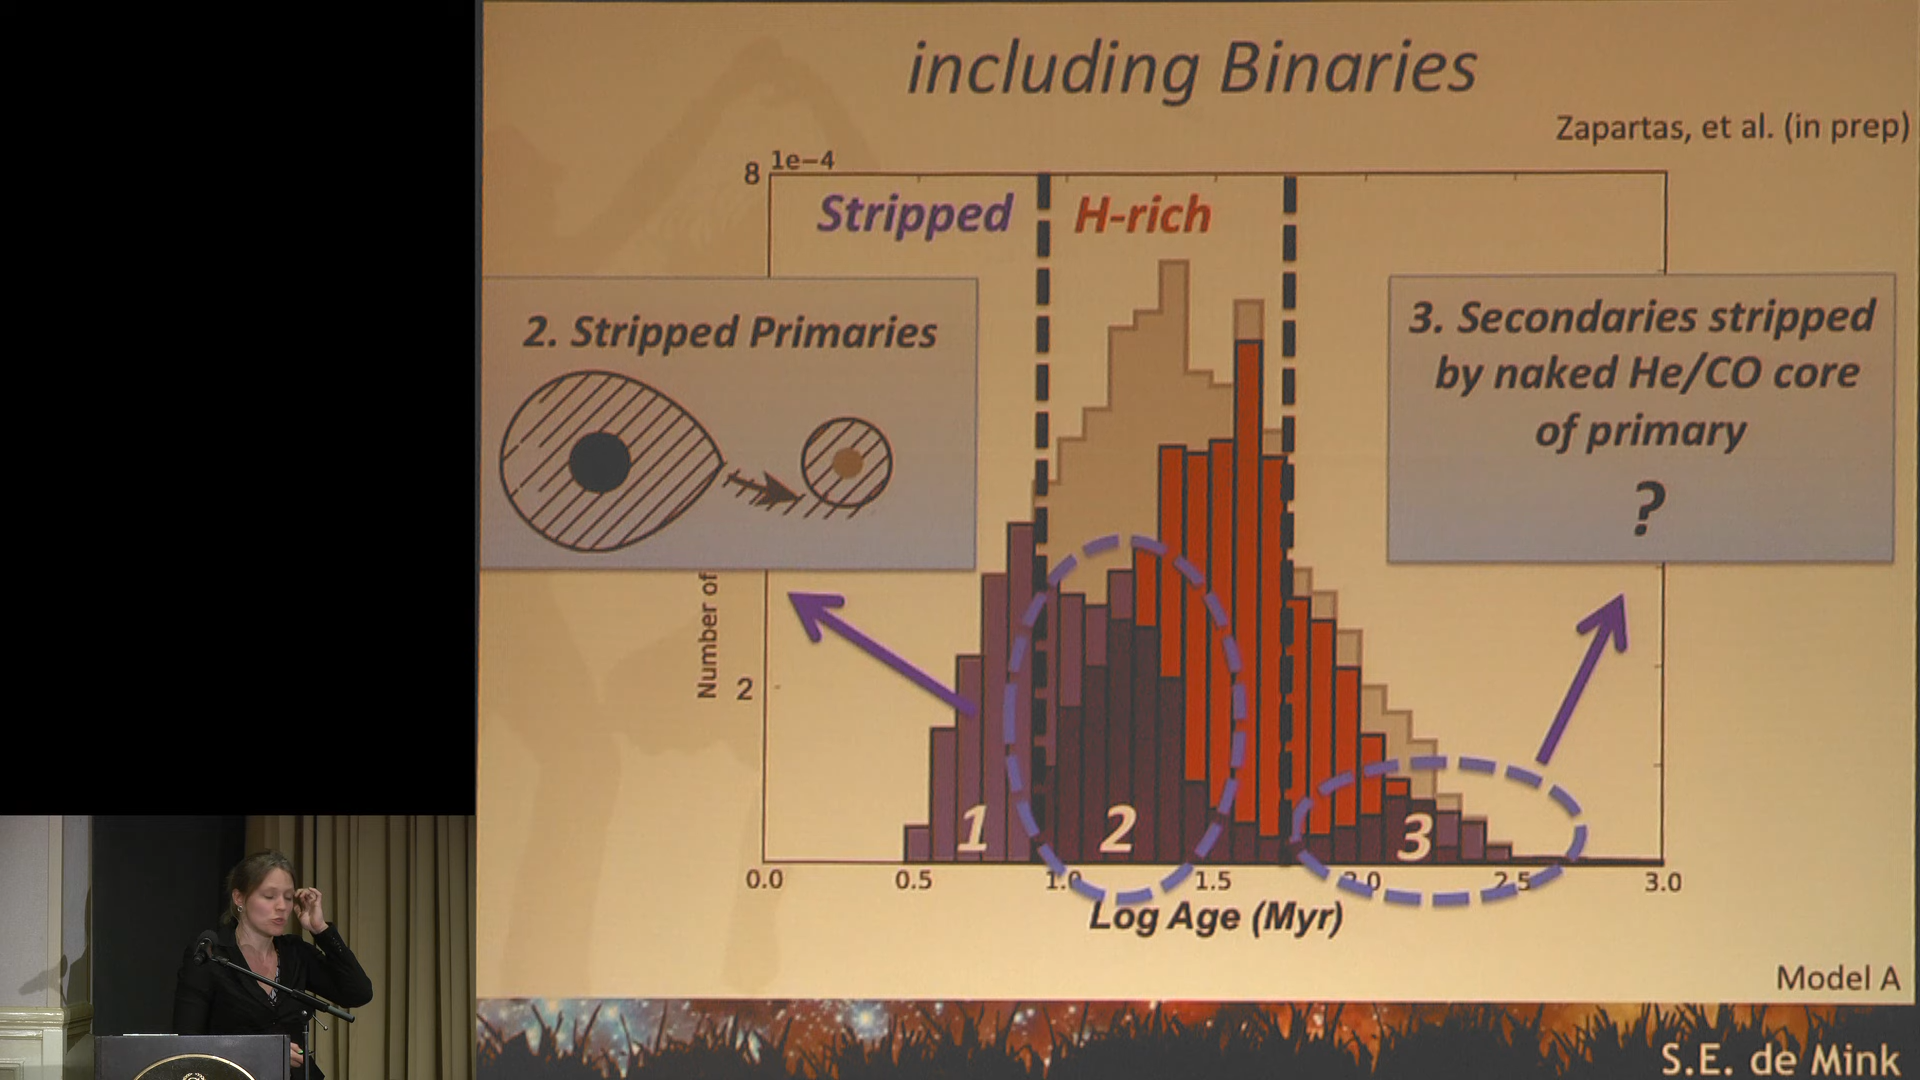 including Binaries
Zapartas, et al. (in prep)
1e−4
8
Stripped
H-rich
2. Stripped Primaries
3. Secondaries stripped
by naked He/CO core
of primary
?
Number of
2
1
2
3
0.0
0.5
1.0
1.5
2.0
2.5
3.0
Log Age (Myr)
Model A
S.E. de Mink